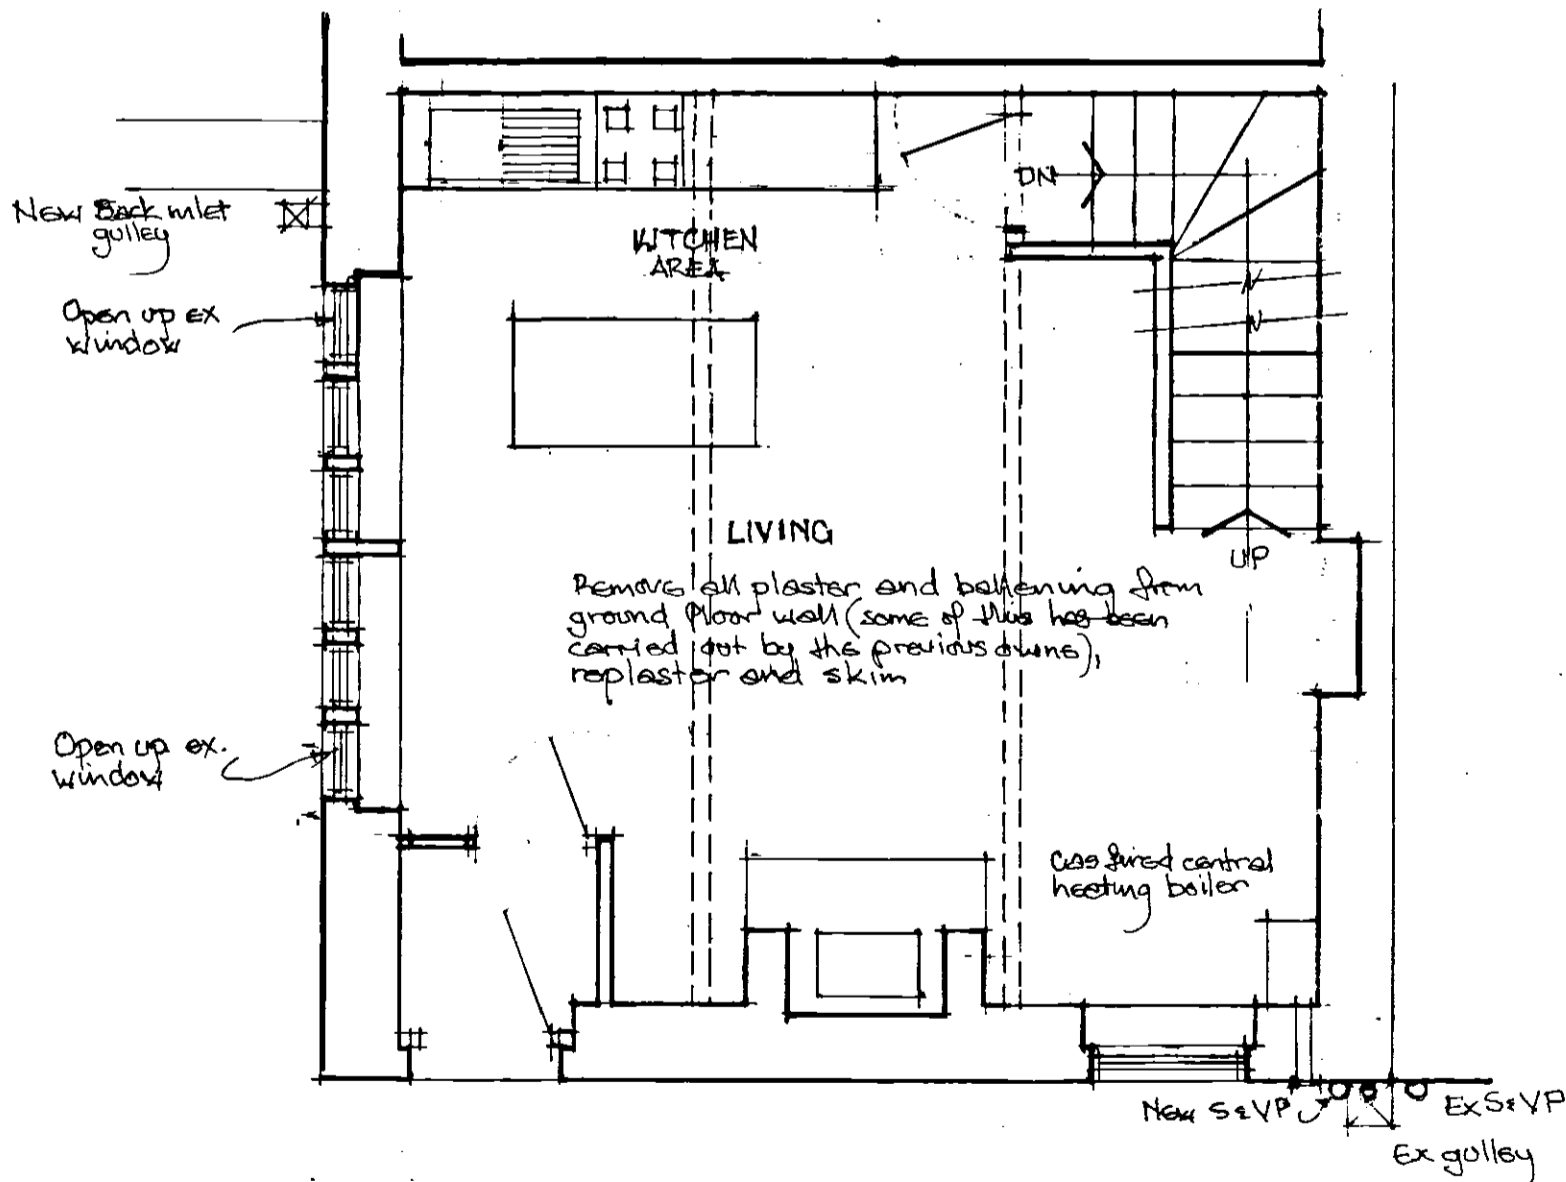 New Back inlet
gulley
Open up ex
window
KITCHEN
AREA
DN
LIVING
Remove all plaster and battening from
ground floor wall (some of this has been
carried out by the previous owne),
replaster and skim
UP
Open up ex.
window
Gas fired central
heating boiler
New S&VP
Ex S&VP
Ex gulley